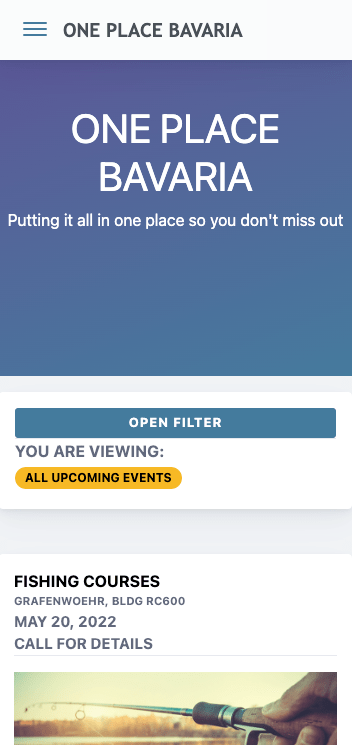 ONE PLACE BAVARIA
ONE PLACE
BAVARIA
Putting it all in one place so you don't miss out
OPEN FILTER
YOU ARE VIEWING:
ALL UPCOMING EVENTS
FISHING COURSES
GRAFENWOEHR, BLDG RC600
MAY 20, 2022
CALL FOR DETAILS